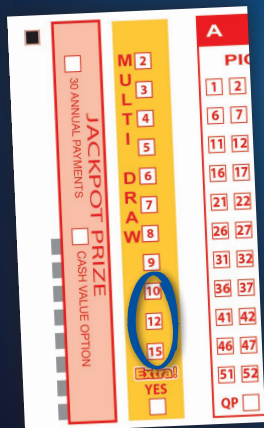 30 ANNUAL PAYMENTS
JACKPOT PRIZE
CASH VALUE OPTION
MULTI DRAW
2
3
4
5
6
7
8
9
10
12
15
Extra!
YES
A
PIC
1 2
6 7
11 12
16 17
21 22
26 27
31 32
36 37
41 42
46 47
51 52
QP